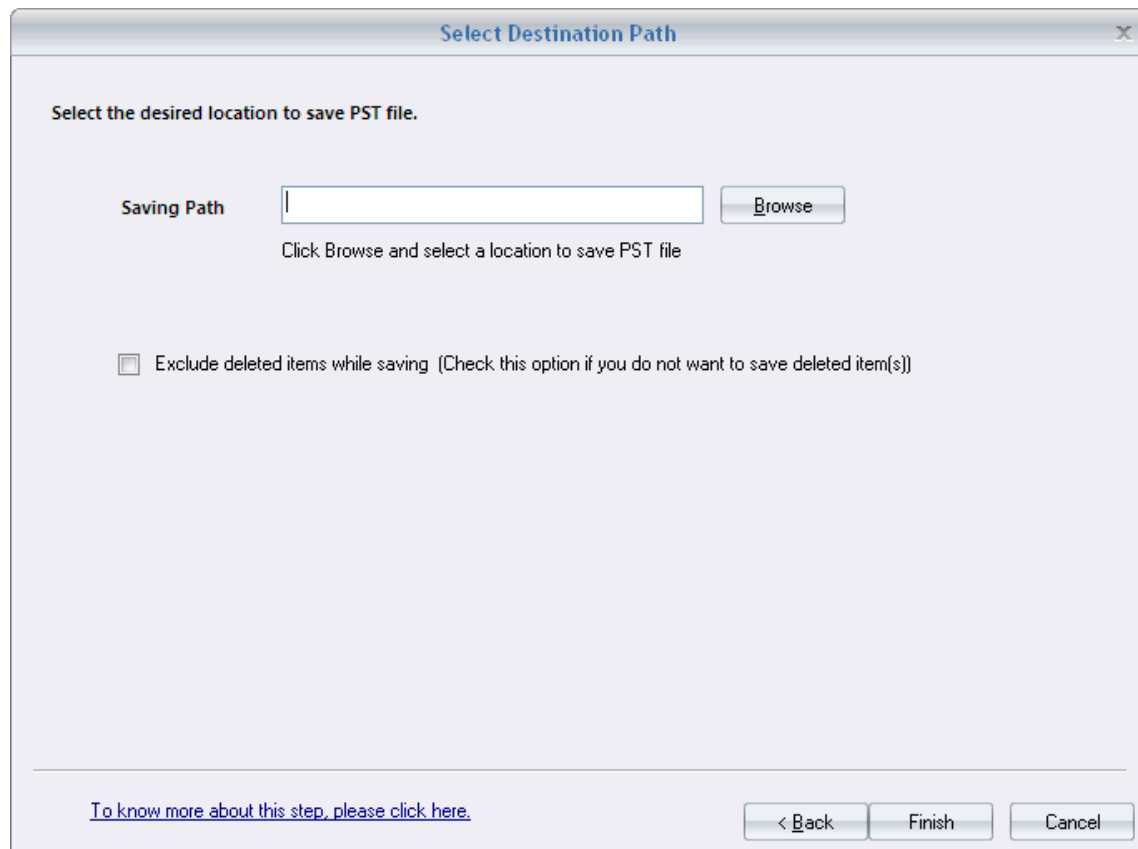 Select Destination Path
x
Select the desired location to save PST file.
Saving Path
Browse
Click Browse and select a location to save PST file
Exclude deleted items while saving  (Check this option if you do not want to save deleted item(s))
To know more about this step, please click here.
< Back
Finish
Cancel